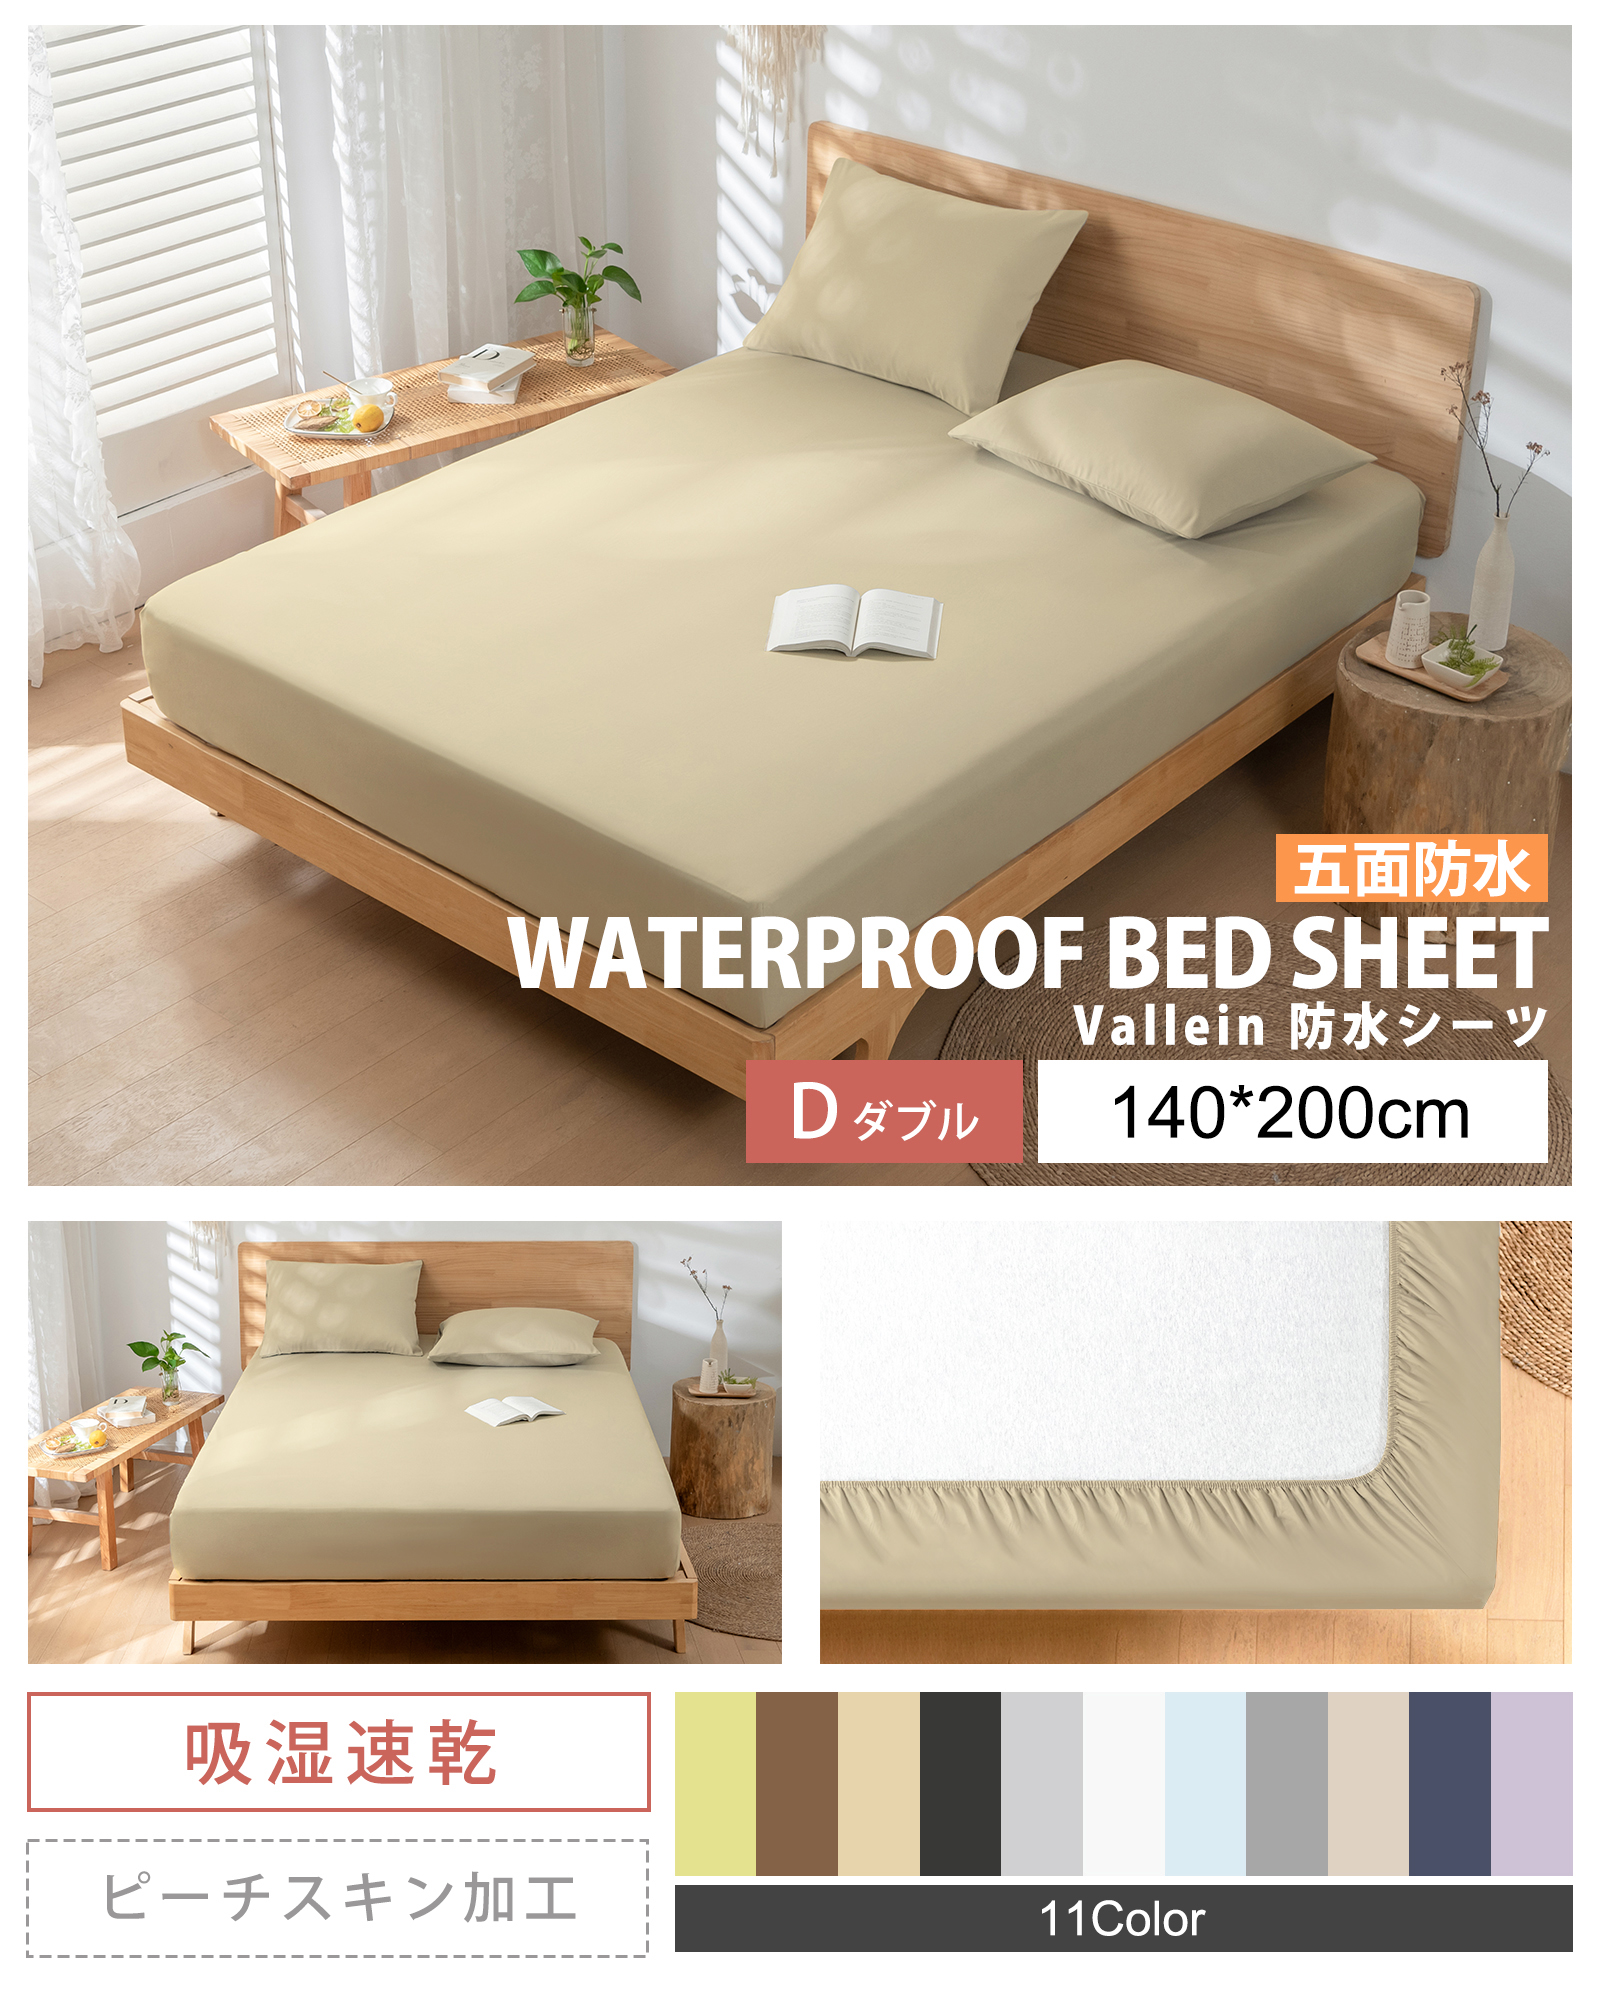 五面防水
WATERPROOF BED SHEET
Vallein 防水シーツ
D ダブル
140*200cm
吸湿速乾
ピーチスキン加工
11Color
D
D